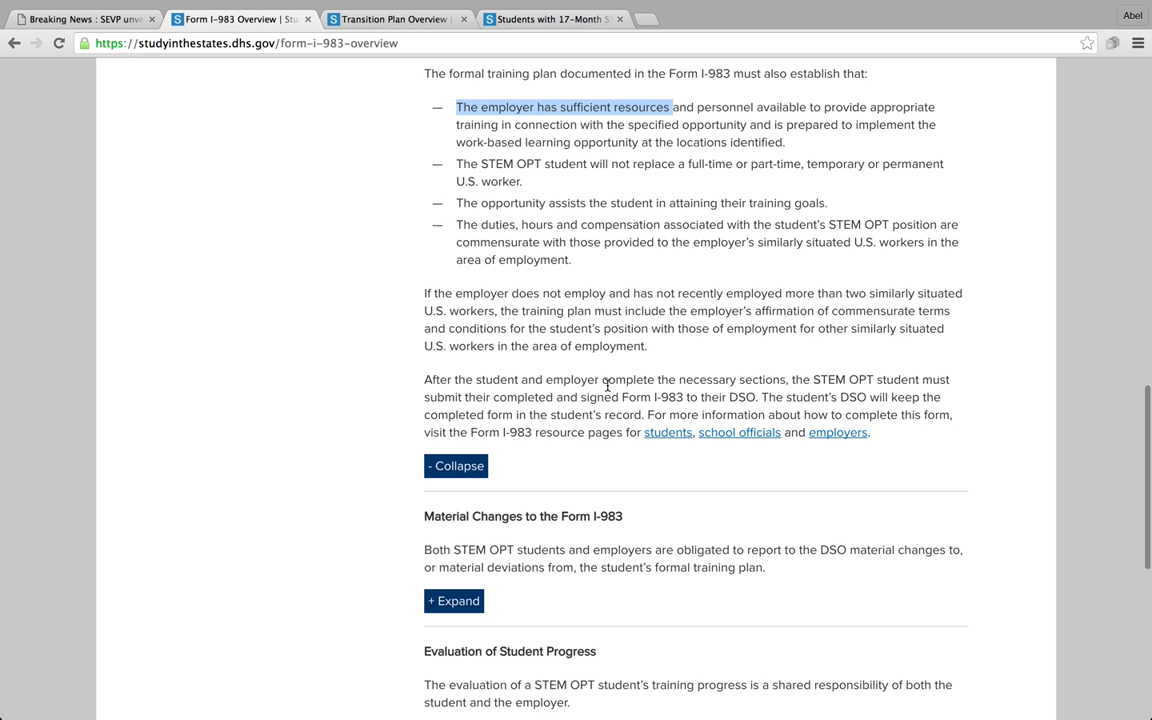 Breaking News : SEVP unve
Form I-983 Overview | Stu
Transition Plan Overview |
Students with 17-Month S
Abel
https://studyinthestates.dhs.gov/form-i-983-overview
The formal training plan documented in the Form I-983 must also establish that:
— The employer has sufficient resources and personnel available to provide appropriate
training in connection with the specified opportunity and is prepared to implement the
work-based learning opportunity at the locations identified.
— The STEM OPT student will not replace a full-time or part-time, temporary or permanent
U.S. worker.
— The opportunity assists the student in attaining their training goals.
— The duties, hours and compensation associated with the student’s STEM OPT position are
commensurate with those provided to the employer’s similarly situated U.S. workers in the
area of employment.
If the employer does not employ and has not recently employed more than two similarly situated
U.S. workers, the training plan must include the employer’s affirmation of commensurate terms
and conditions for the student’s position with those of employment for other similarly situated
U.S. workers in the area of employment.
After the student and employer complete the necessary sections, the STEM OPT student must
submit their completed and signed Form I-983 to their DSO. The student’s DSO will keep the
completed form in the student’s record. For more information about how to complete this form,
visit the Form I-983 resource pages for students, school officials and employers.
- Collapse
Material Changes to the Form I-983
Both STEM OPT students and employers are obligated to report to the DSO material changes to,
or material deviations from, the student’s formal training plan.
+ Expand
Evaluation of Student Progress
The evaluation of a STEM OPT student’s training progress is a shared responsibility of both the
student and the employer.